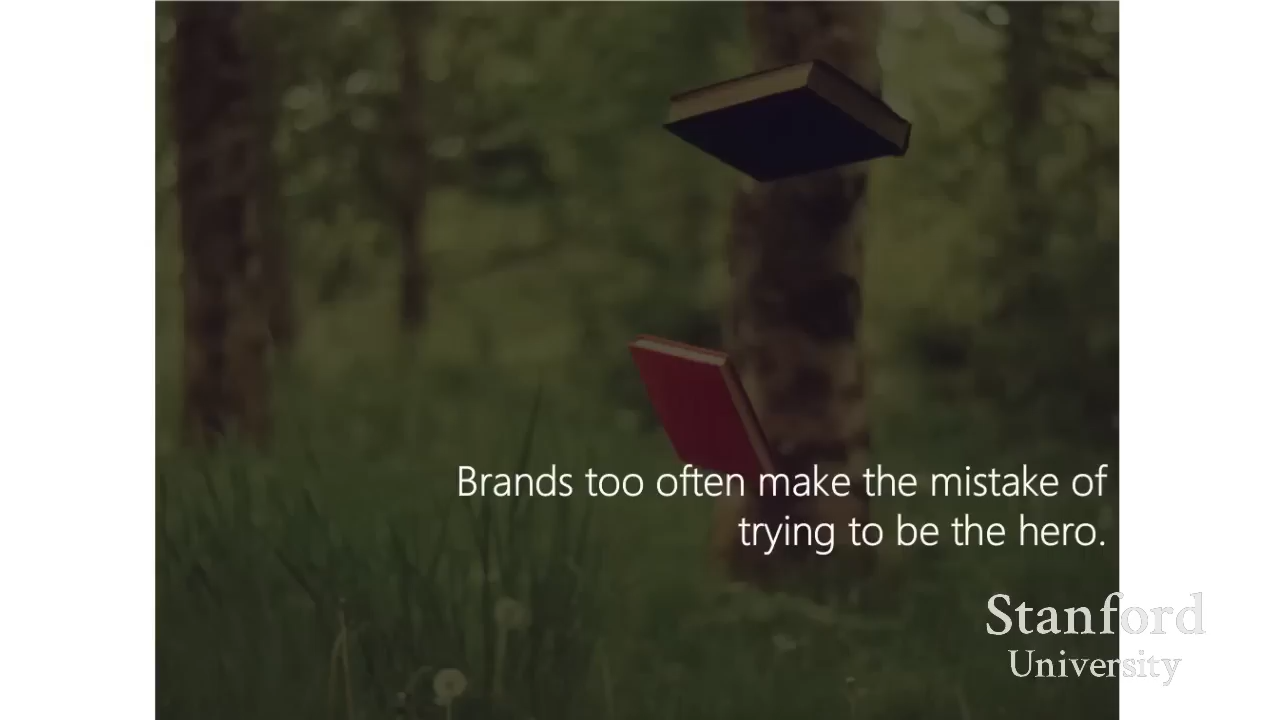 Brands too often make the mistake of
trying to be the hero.
Stanford
University